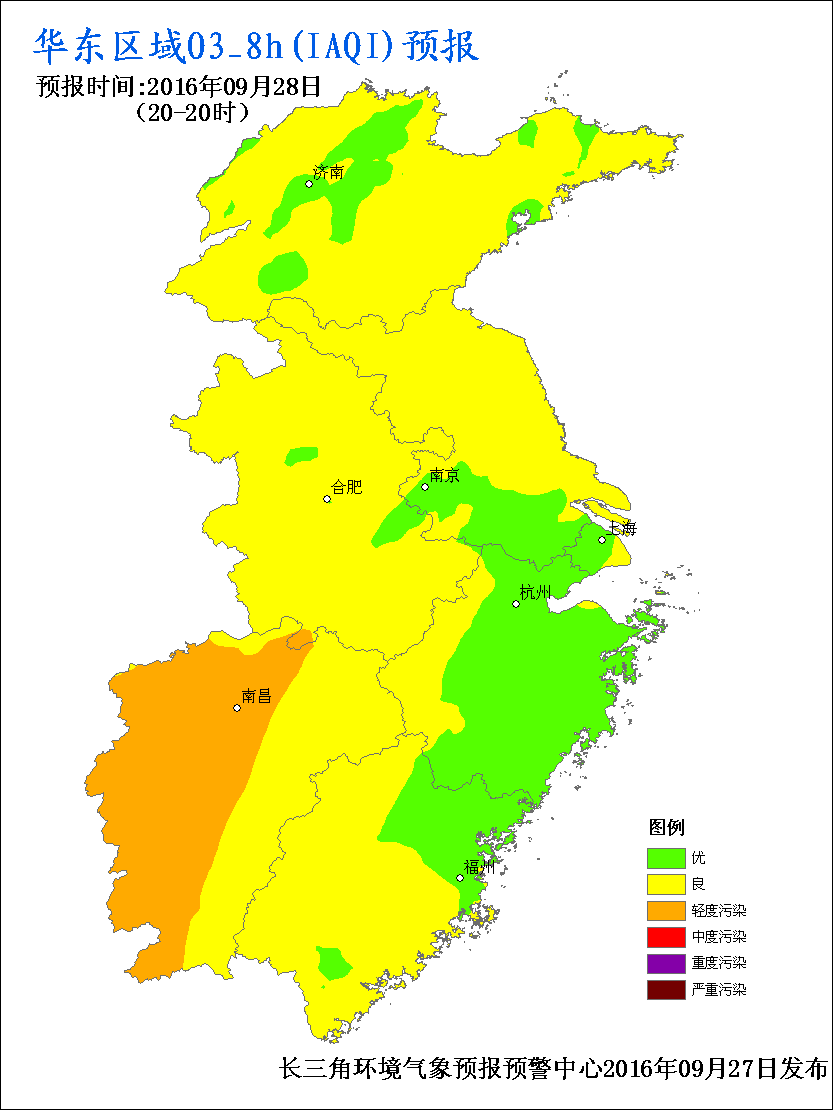 华东区域O3_8h(IAQI)预报
预报时间:2016年09月28日
(20-20时)
济南
南京
合肥
上海
杭州
南昌
福州
图例
优
良
轻度污染
中度污染
重度污染
严重污染
长三角环境气象预报预警中心2016年09月27日发布